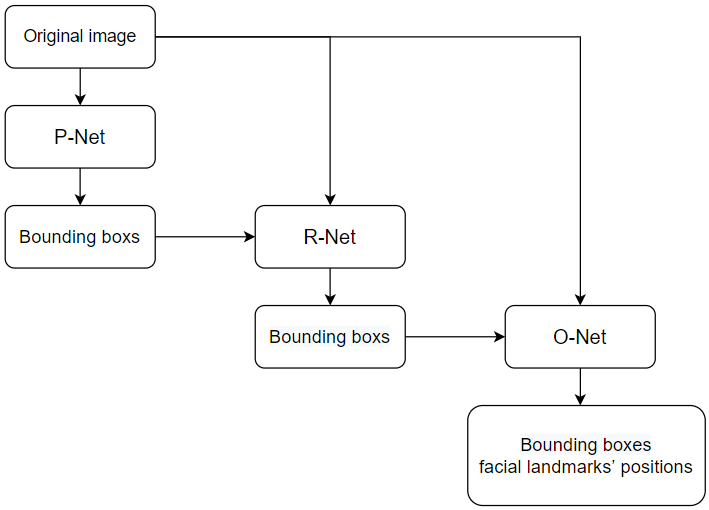 Original image
P-Net
Bounding boxs
R-Net
Bounding boxs
O-Net
Bounding boxes
facial landmarks’ positions